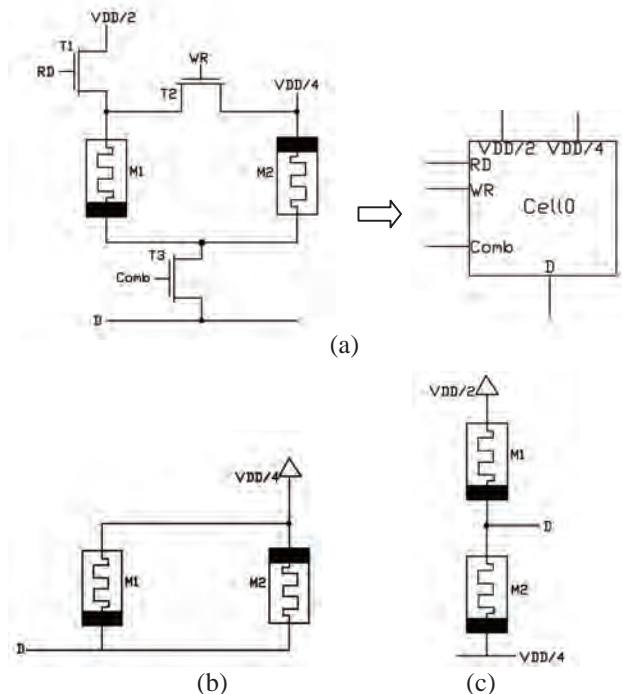 VDD/2
T1
RD
WR
T2
VDD/4
M1
M2
T3
Comb
D
VDD/2 VDD/4
RD
WR
Cell0
Comb
D
(a)
VDD/4
M1
M2
D
(b)
VDD/2
M1
D
M2
VDD/4
(c)